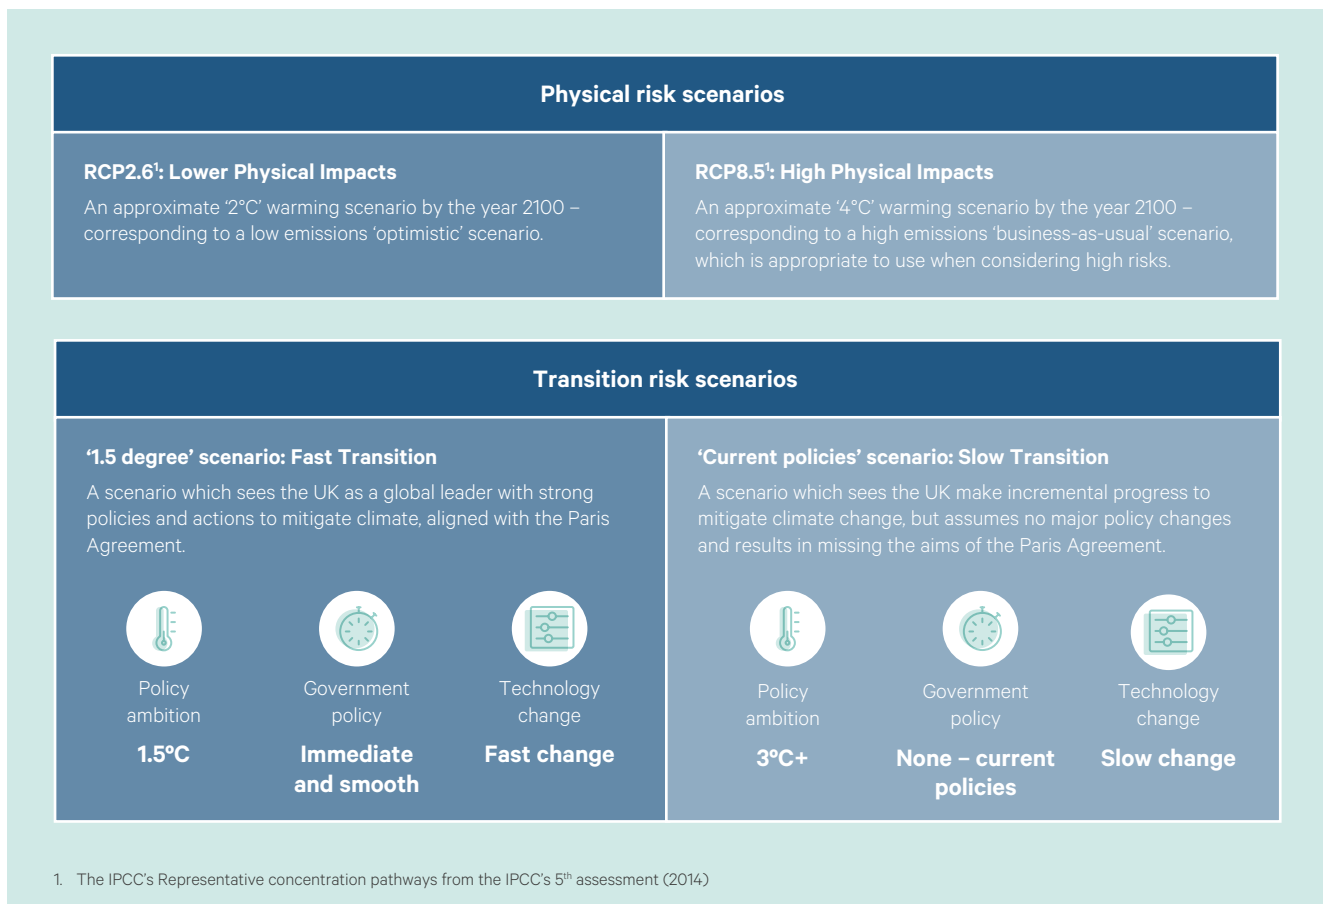 Physical risk scenarios
RCP2.6¹: Lower Physical Impacts
An approximate ‘2°C’ warming scenario by the year 2100 –
corresponding to a low emissions ‘optimistic’ scenario.
RCP8.5¹: High Physical Impacts
An approximate ‘4°C’ warming scenario by the year 2100 –
corresponding to a high emissions ‘business-as-usual’ scenario,
which is appropriate to use when considering high risks.
Transition risk scenarios
‘1.5 degree’ scenario: Fast Transition
A scenario which sees the UK as a global leader with strong
policies and actions to mitigate climate, aligned with the Paris
Agreement.
Policy
ambition
1.5ºC
Government
policy
Immediate
and smooth
Technology
change
Fast change
‘Current policies’ scenario: Slow Transition
A scenario which sees the UK make incremental progress to
mitigate climate change, but assumes no major policy changes
and results in missing the aims of the Paris Agreement.
Policy
ambition
3ºC+
Government
policy
None – current
policies
Technology
change
Slow change
1. The IPCC’s Representative concentration pathways from the IPCC’s 5th assessment (2014)